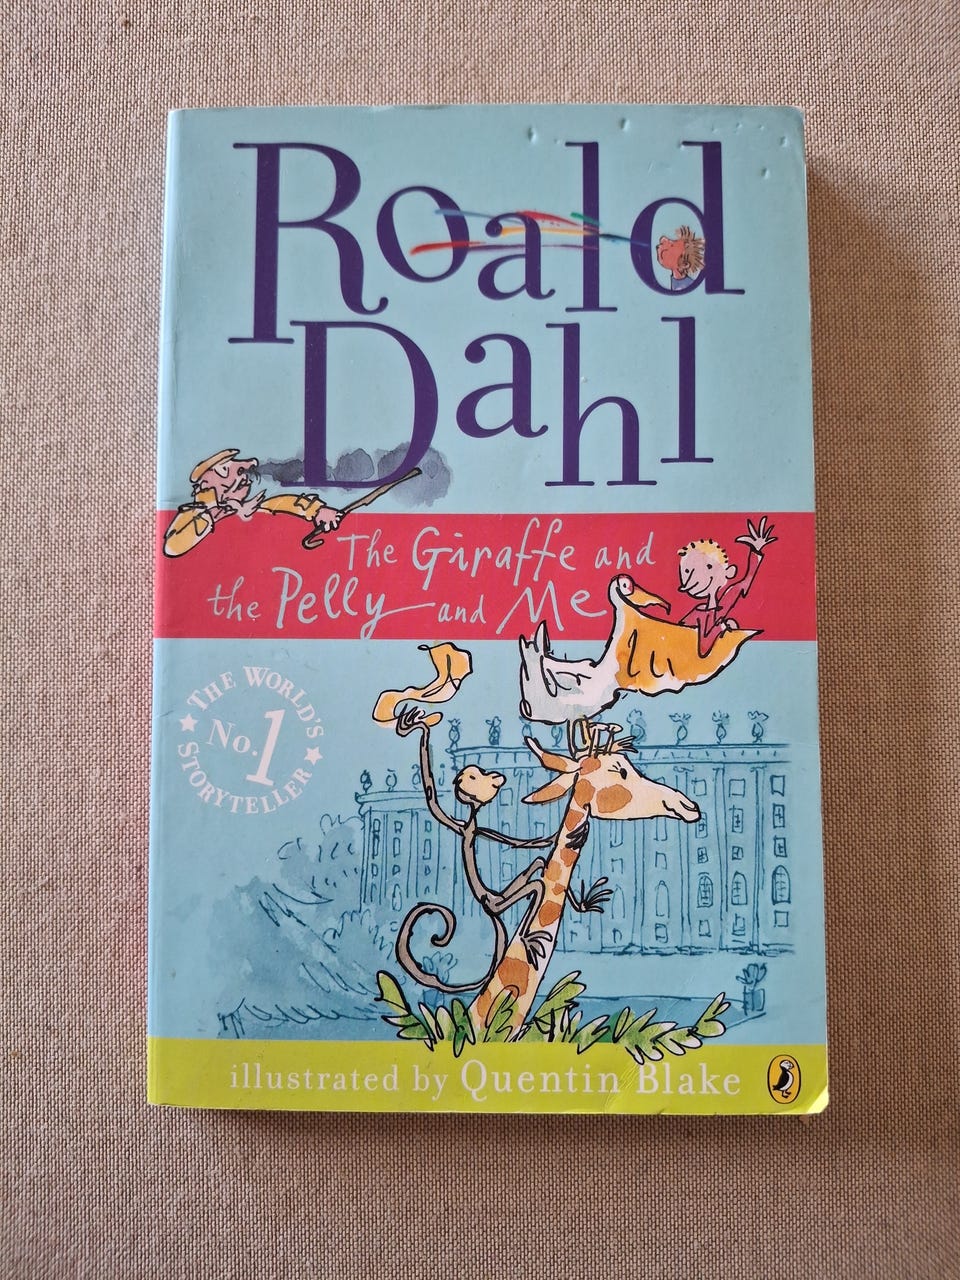 Roald
Dahl
The Giraffe and
the Pelly and Me
THE WORLD'S
No.1
STORYTELLER
illustrated by Quentin Blake